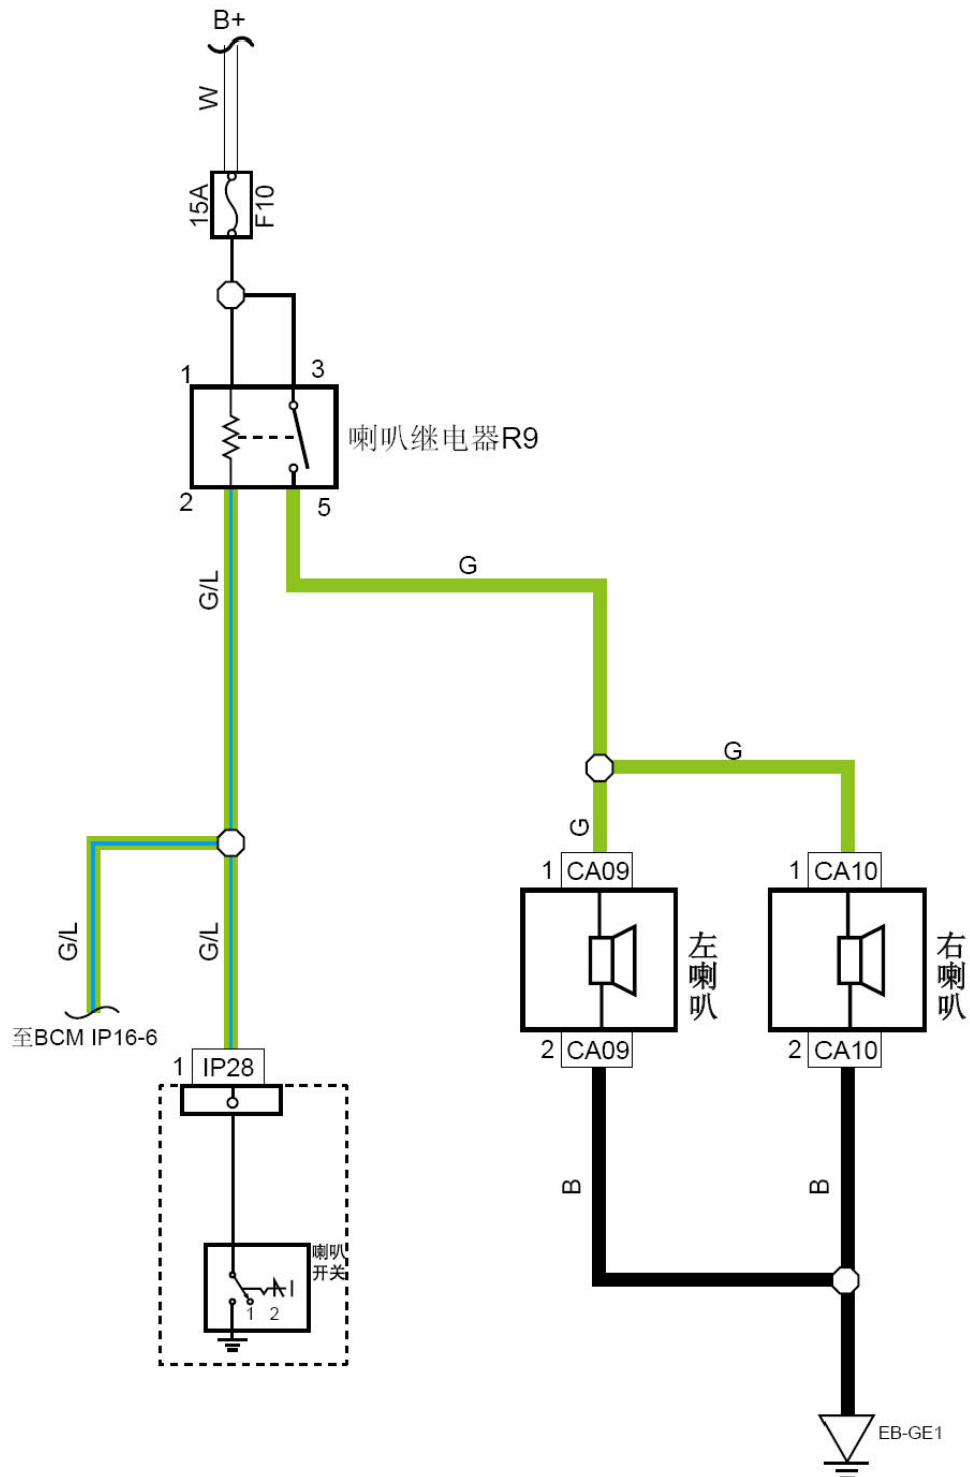 B+
W
15A
F10
1
3
喇叭继电器R9
2
5
G/L
G
G
G
1 CA09
1 CA10
左喇叭
右喇叭
G/L
G/L
至BCM IP16-6
1 IP28
2 CA09
2 CA10
B
B
喇叭
开关
1 2
EB-GE1